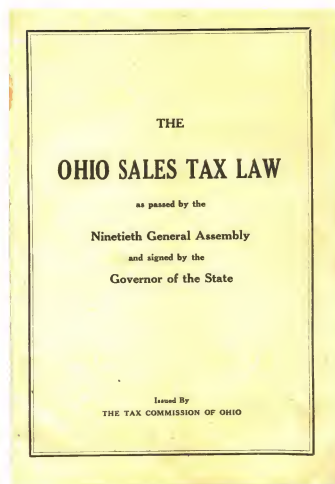 THE
OHIO SALES TAX LAW
as passed by the
Ninetieth General Assembly
and signed by the
Governor of the State
Issued By
THE TAX COMMISSION OF OHIO